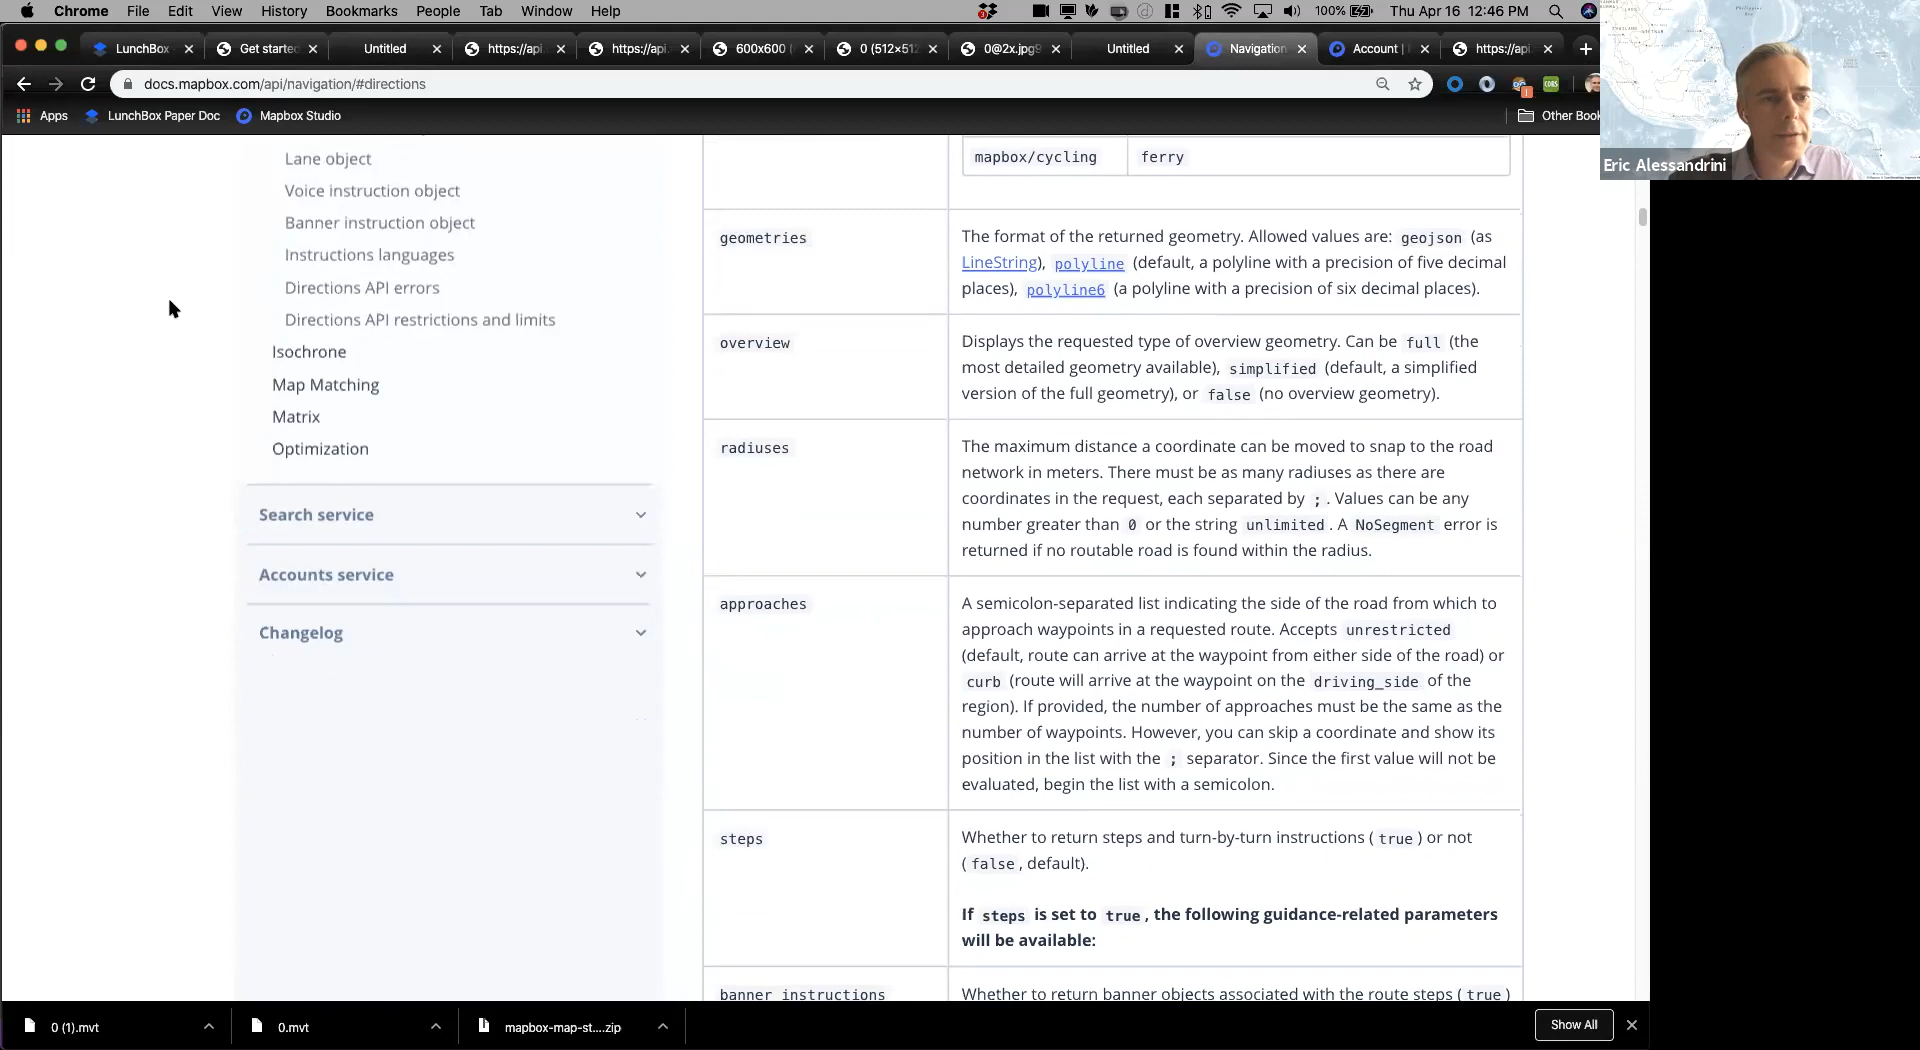 Chrome File Edit View History Bookmarks People Tab Window Help
100% Thu Apr 16 12:46 PM
LunchBox Get starte Untitled https://api. https://api. 600x600 ( 0 (512×51 0@2x.jpg9 Untitled Navigation Account | https://api
docs.mapbox.com/api/navigation/#directions
Apps LunchBox Paper Doc Mapbox Studio Other Book
Eric Alessandrini
Lane object
Voice instruction object
Banner instruction object
Instructions languages
Directions API errors
Directions API restrictions and limits
Isochrone
Map Matching
Matrix
Optimization
Search service
Accounts service
Changelog
mapbox/cycling ferry
geometries
The format of the returned geometry. Allowed values are: geojson (as
LineString), polyline (default, a polyline with a precision of five decimal
places), polyline6 (a polyline with a precision of six decimal places).
overview
Displays the requested type of overview geometry. Can be full (the
most detailed geometry available), simplified (default, a simplified
version of the full geometry), or false (no overview geometry).
radiuses
The maximum distance a coordinate can be moved to snap to the road
network in meters. There must be as many radiuses as there are
coordinates in the request, each separated by ;. Values can be any
number greater than 0 or the string unlimited. A NoSegment error is
returned if no routable road is found within the radius.
approaches
A semicolon-separated list indicating the side of the road from which to
approach waypoints in a requested route. Accepts unrestricted
(default, route can arrive at the waypoint from either side of the road) or
curb (route will arrive at the waypoint on the driving_side of the
region). If provided, the number of approaches must be the same as the
number of waypoints. However, you can skip a coordinate and show its
position in the list with the ; separator. Since the first value will not be
evaluated, begin the list with a semicolon.
steps
Whether to return steps and turn-by-turn instructions (true) or not
(false, default).
If steps is set to true, the following guidance-related parameters
will be available:
banner_instructions
Whether to return banner objects associated with the route steps (true)
0 (1).mvt 0.mvt mapbox-map-st....zip Show All